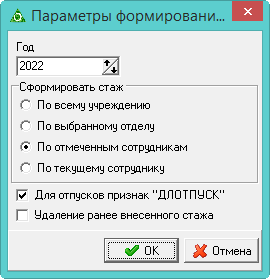 Параметры формировани...
Год
2022
Сформировать стаж
По всему учреждению
По выбранному отделу
По отмеченным сотрудникам
По текущему сотруднику
Для отпусков признак "ДЛОТПУСК"
Удаление ранее внесенного стажа
OK Отмена